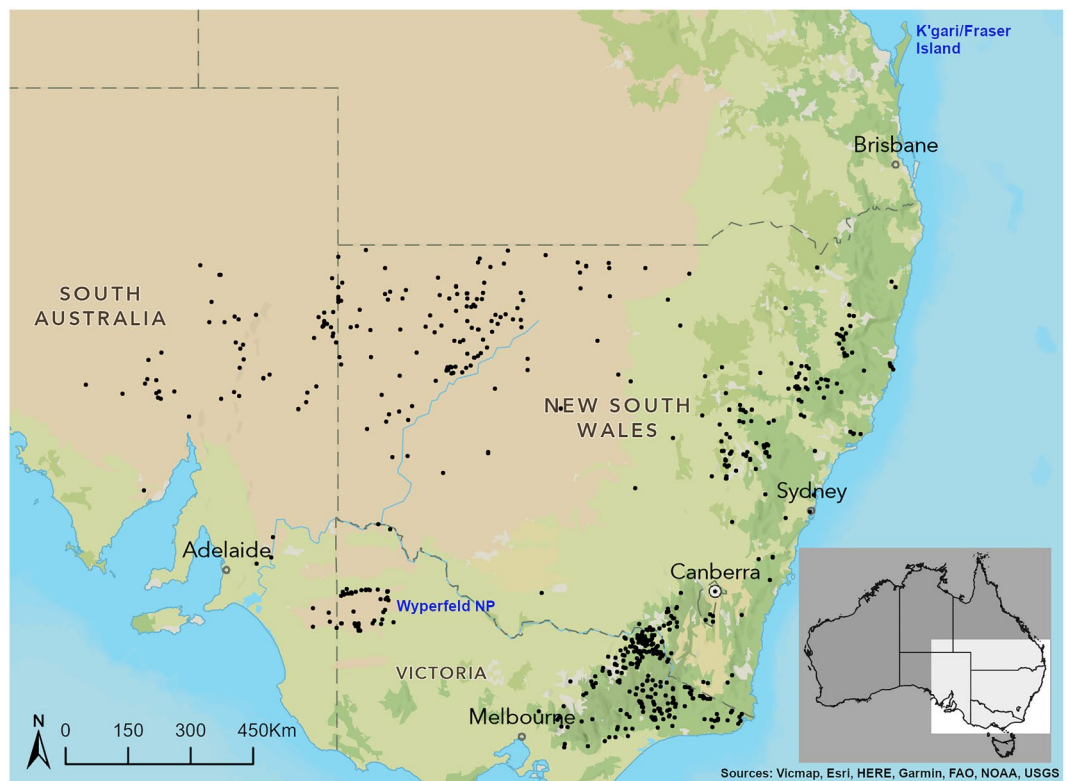 K'gari/Fraser
Island
Brisbane
SOUTH
AUSTRALIA
NEW SOUTH
WALES
Sydney
Adelaide
Canberra
Wyperfeld NP
VICTORIA
Melbourne
N
0 150 300 450Km
Sources: Vicmap, Esri, HERE, Garmin, FAO, NOAA, USGS